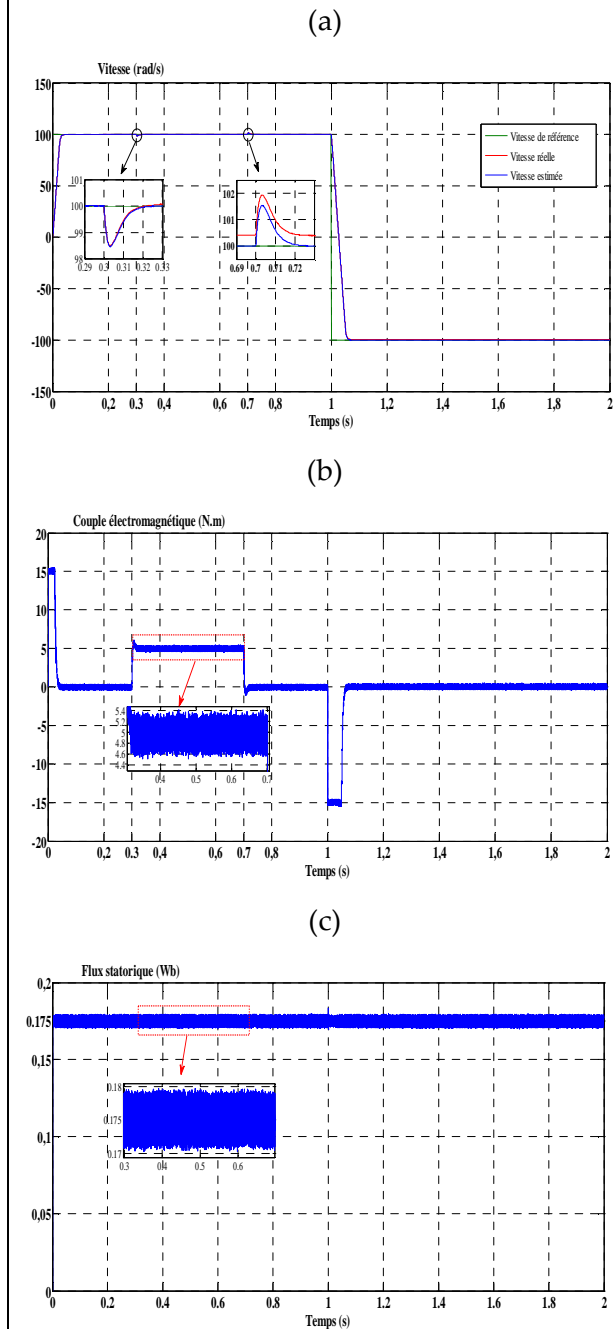 (a)
Vitesse (rad/s)
150
100
50
0
-50
-100
-150
Vitesse de référence
Vitesse réelle
Vitesse estimée
101
100
99
98
0.29 0.3 0.31 0.32 0.33
102
101
100
0.69 0.7 0.71 0.72
0 0,2 0,3 0,4 0,6 0,7 0,8 1 1,2 1,4 1,6 1,8 2
Temps (s)
(b)
Couple électromagnétique (N.m)
20
15
10
5
0
-5
-10
-15
-20
5.4
5.2
5
4.8
4.6
4.4
0.4 0.5 0.6 0.7
0 0,2 0.3 0,4 0,6 0.7 0,8 1 1,2 1,4 1,6 1,8 2
Temps (s)
(c)
Flux statorique (Wb)
0,2
0.175
0,15
0,1
0,05
0
0.18
0.175
0.17
0.3 0.4 0.5 0.6
0 0,2 0,4 0,6 0,8 1 1,2 1,4 1,6 1,8 2
Temps (s)